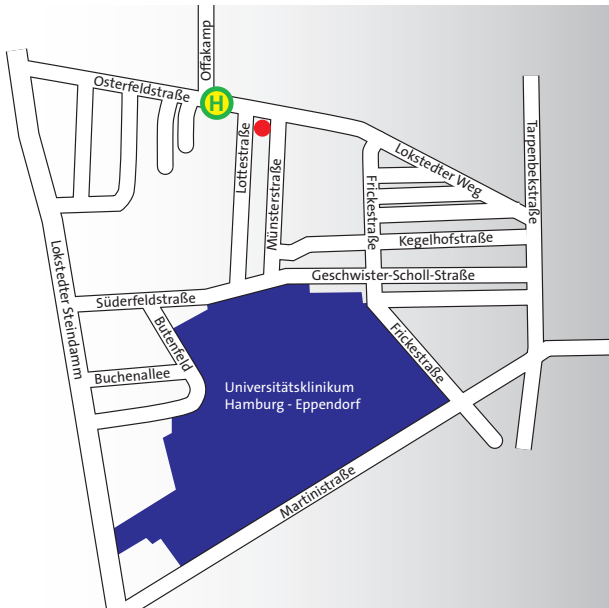 Offakamp
Osterfeldstraße
H
Lottestraße
Münsterstraße
Lokstedter Weg
Tarpenbekstraße
Frickestraße
Kegelhofstraße
Geschwister-Scholl-Straße
Lokstedter Steindamm
Süderfeldstraße
Butenfeld
Buchenallee
Frickestraße
Universitätsklinikum
Hamburg - Eppendorf
Martinistraße